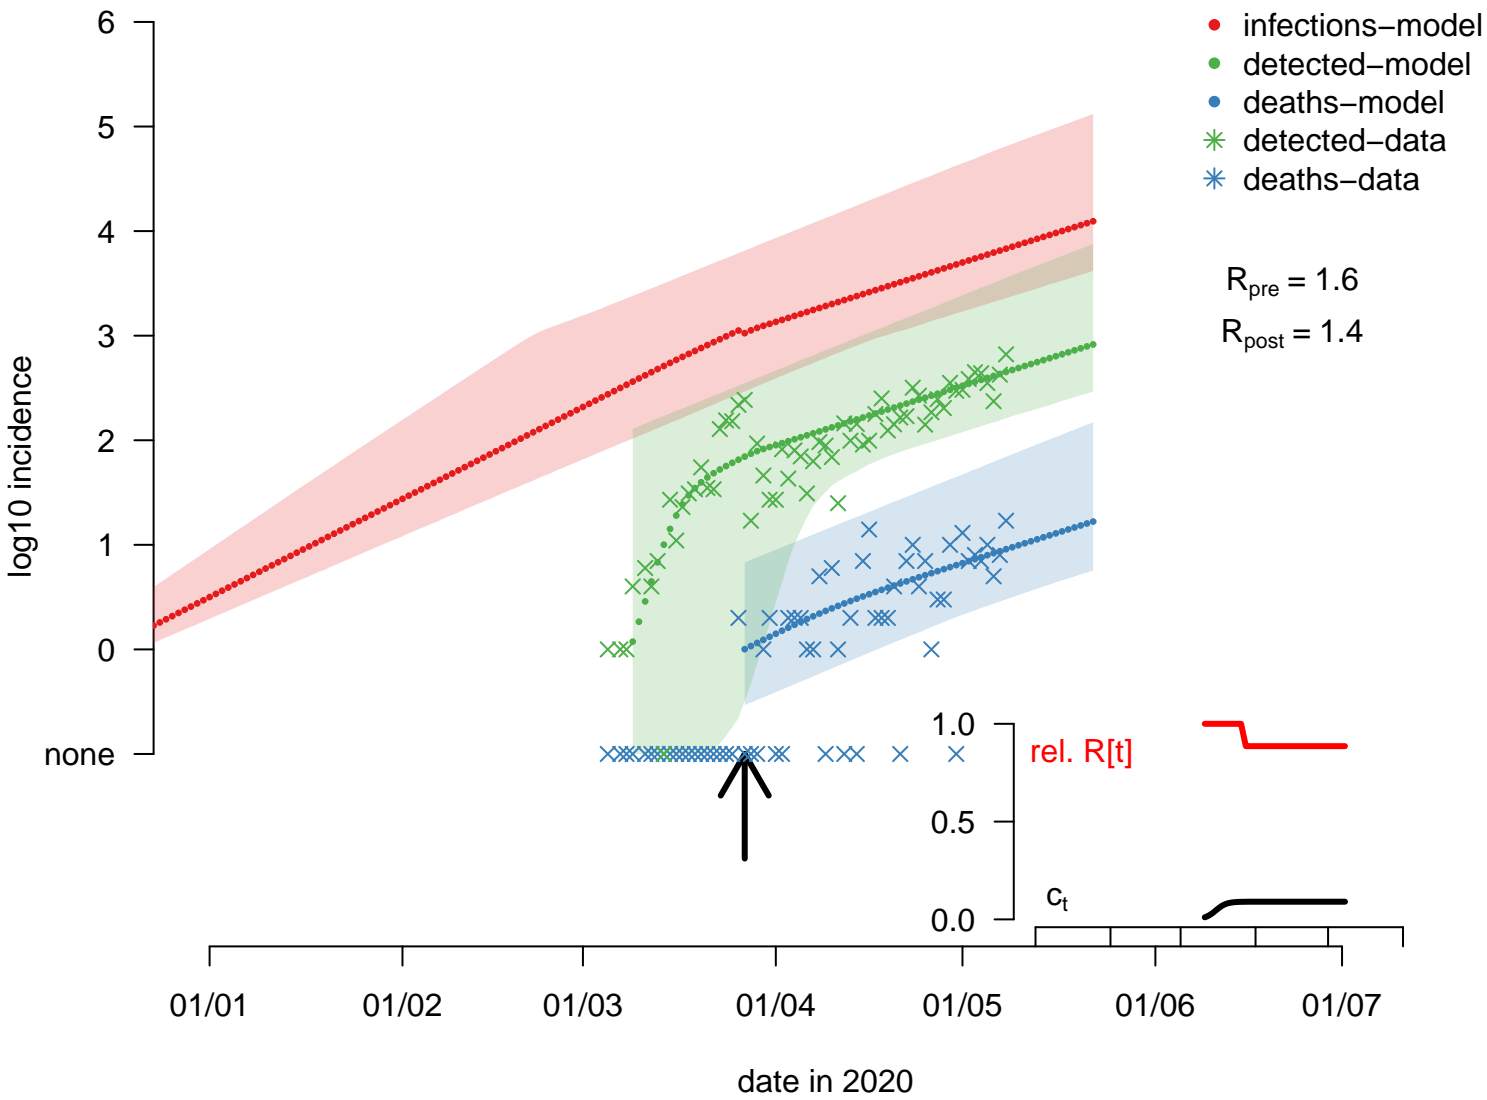 6
5
4
3
2
1
0
none
log10 incidence
infections−model
detected−model
deaths−model
detected−data
deaths−data
Rpre = 1.6
Rpost = 1.4
1.0
0.5
0.0
rel. R[t]
ct
01/01 01/02 01/03 01/04 01/05 01/06 01/07
date in 2020